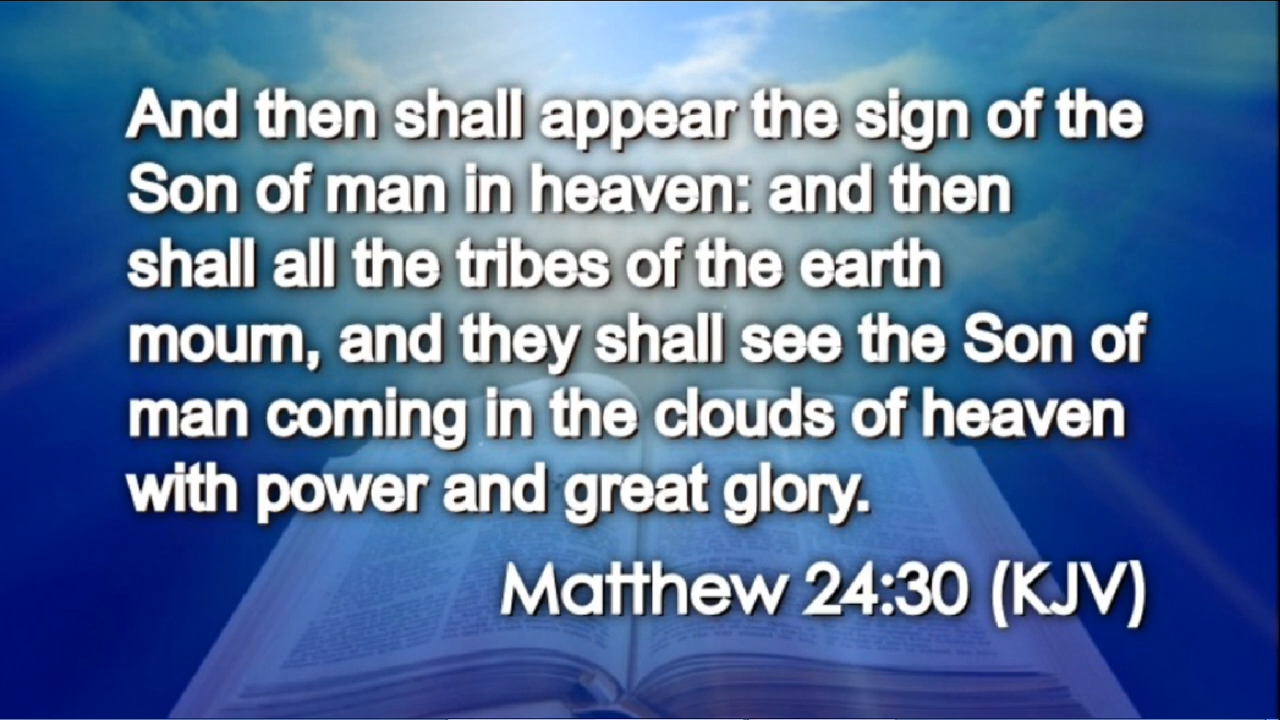 And then shall appear the sign of the
Son of man in heaven: and then
shall all the tribes of the earth
mourn, and they shall see the Son of
man coming in the clouds of heaven
with power and great glory.
Matthew 24:30 (KJV)